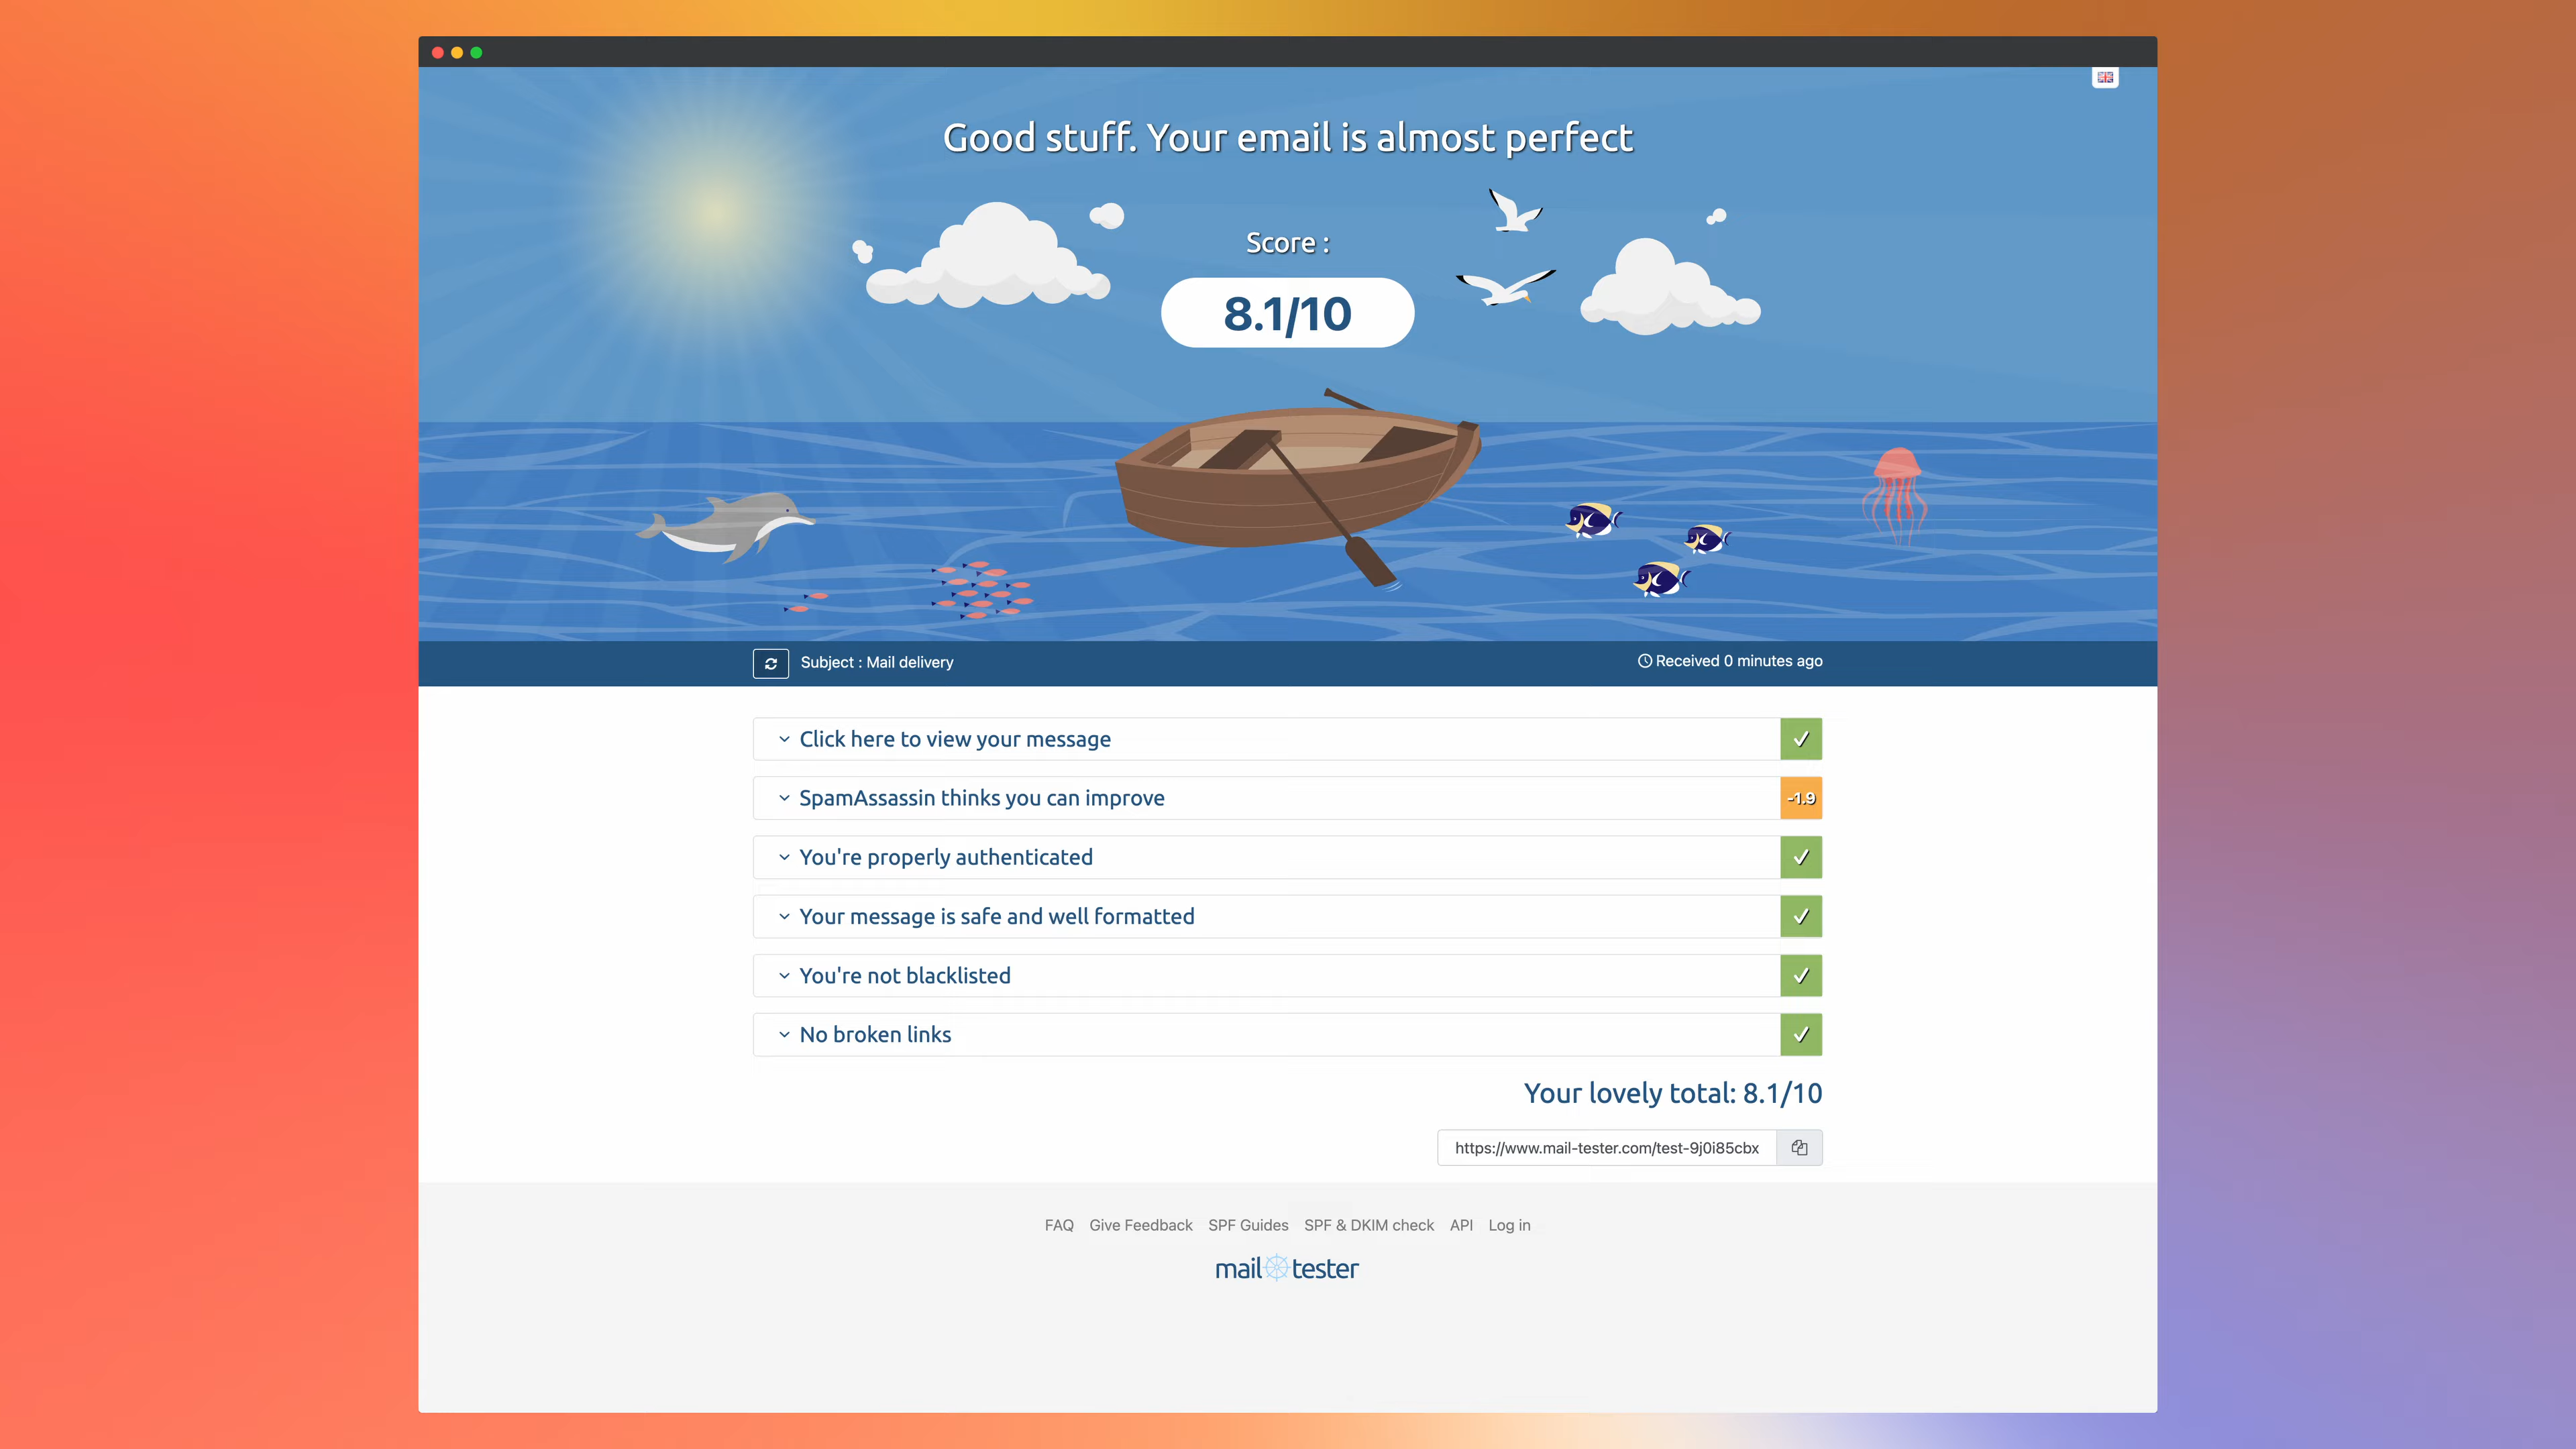 Good stuff. Your email is almost perfect
Score :
8.1/10
Subject : Mail delivery
Received 0 minutes ago
Click here to view your message
SpamAssassin thinks you can improve
-1.9
You're properly authenticated
Your message is safe and well formatted
You're not blacklisted
No broken links
Your lovely total: 8.1/10
https://www.mail-tester.com/test-9j0i85cbx
FAQ Give Feedback SPF Guides SPF & DKIM check API Log in
mail tester